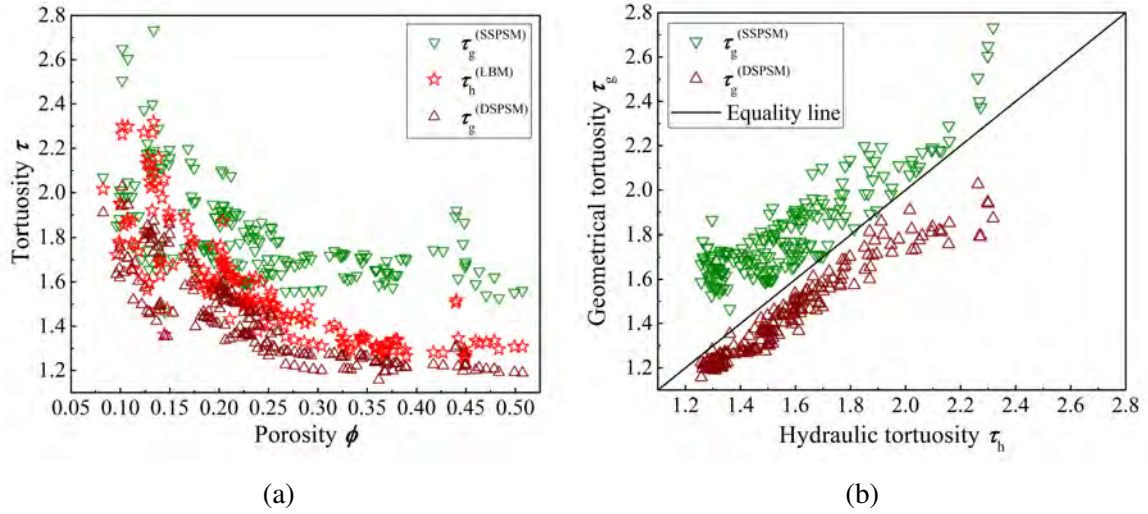 2.8
2.6
2.4
2.2
2.0
1.8
1.6
1.4
1.2
Tortuosity τ
0.05 0.10 0.15 0.20 0.25 0.30 0.35 0.40 0.45 0.50
Porosity ϕ
τg(SSPSM)
τh(LBM)
τg(DSPSM)
(a)
2.8
2.6
2.4
2.2
2.0
1.8
1.6
1.4
1.2
Geometrical tortuosity τg
1.2 1.4 1.6 1.8 2.0 2.2 2.4 2.6 2.8
Hydraulic tortuosity τh
τg(SSPSM)
τg(DSPSM)
Equality line
(b)